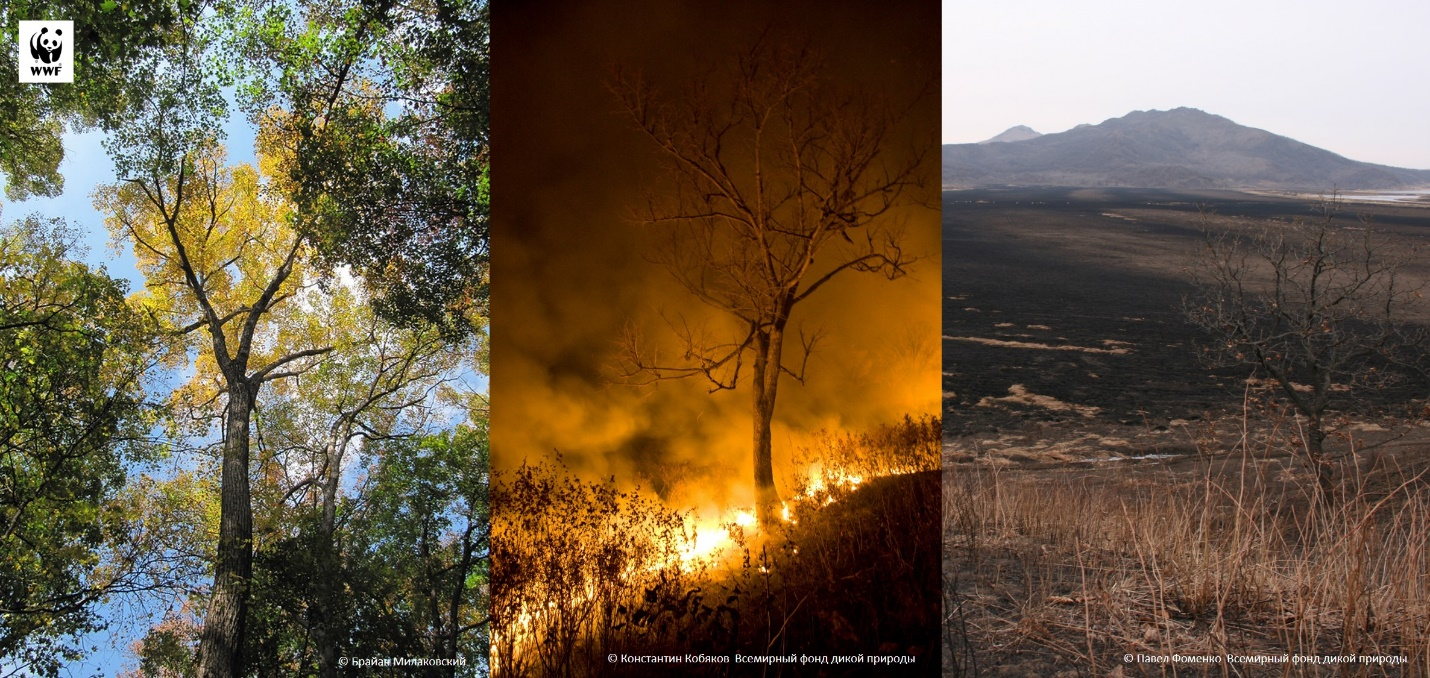 WWF
© Брайан Милаковский
© Константин Кобяков Всемирный фонд дикой природы
© Павел Фоменко Всемирный фонд дикой природы